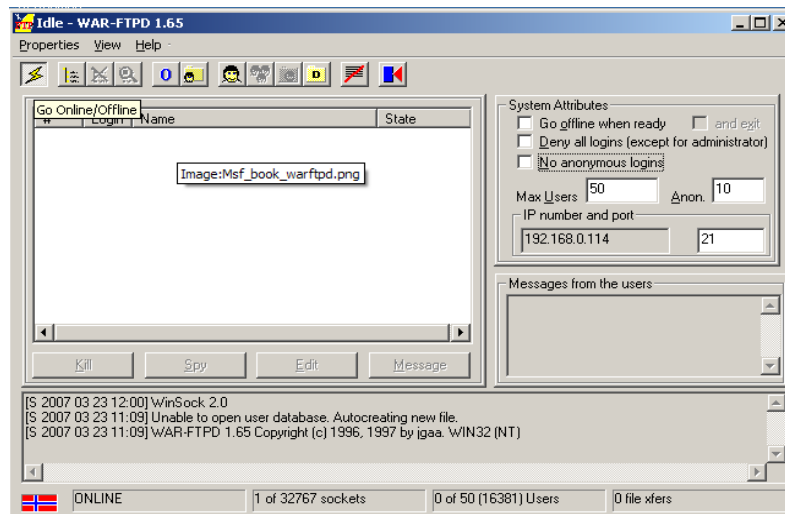 Idle - WAR-FTPD 1.65
Properties View Help
Go Online/Offline
# Login Name State
Image:Msf_book_warftpd.png
Kill Spy Edit Message
System Attributes
Go offline when ready and exit
Deny all logins (except for administrator)
No anonymous logins
Max Users 50 Anon. 10
IP number and port
192.168.0.114 21
Messages from the users
[S 2007 03 23 12:00] WinSock 2.0
[S 2007 03 23 11:09] Unable to open user database. Autocreating new file.
[S 2007 03 23 11:09] WAR-FTPD 1.65 Copyright (c) 1996, 1997 by jgaa. WIN32 (NT)
ONLINE 1 of 32767 sockets 0 of 50 (16381) Users 0 file xfers